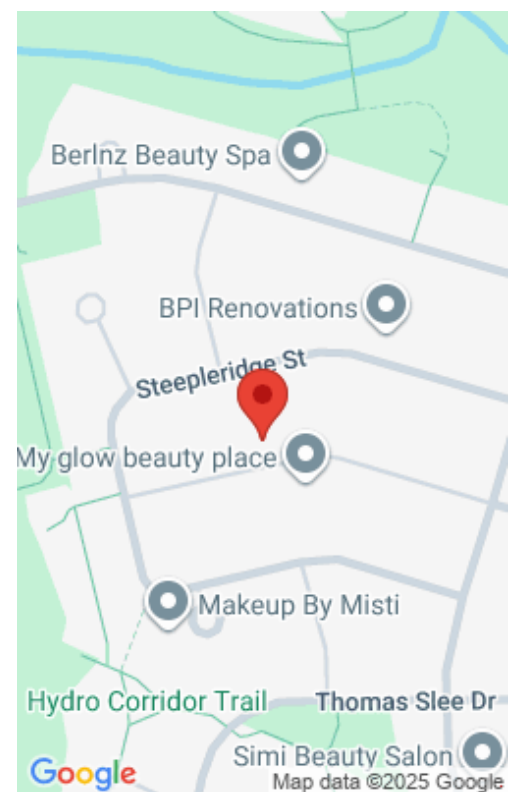 Berlnz Beauty Spa
BPI Renovations
Steepleridge St
My glow beauty place
Makeup By Misti
Hydro Corridor Trail
Thomas Slee Dr
Simi Beauty Salon
Google
Map data ©2025 Google